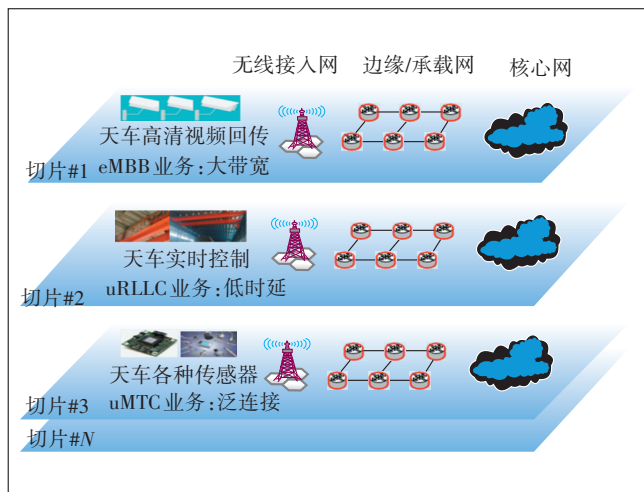 无线接入网 边缘/承载网 核心网
天车高清视频回传
切片#1 eMBB业务:大带宽
天车实时控制
切片#2 uRLLC业务:低时延
天车各种传感器
切片#3 uMTC业务:泛连接
切片#N